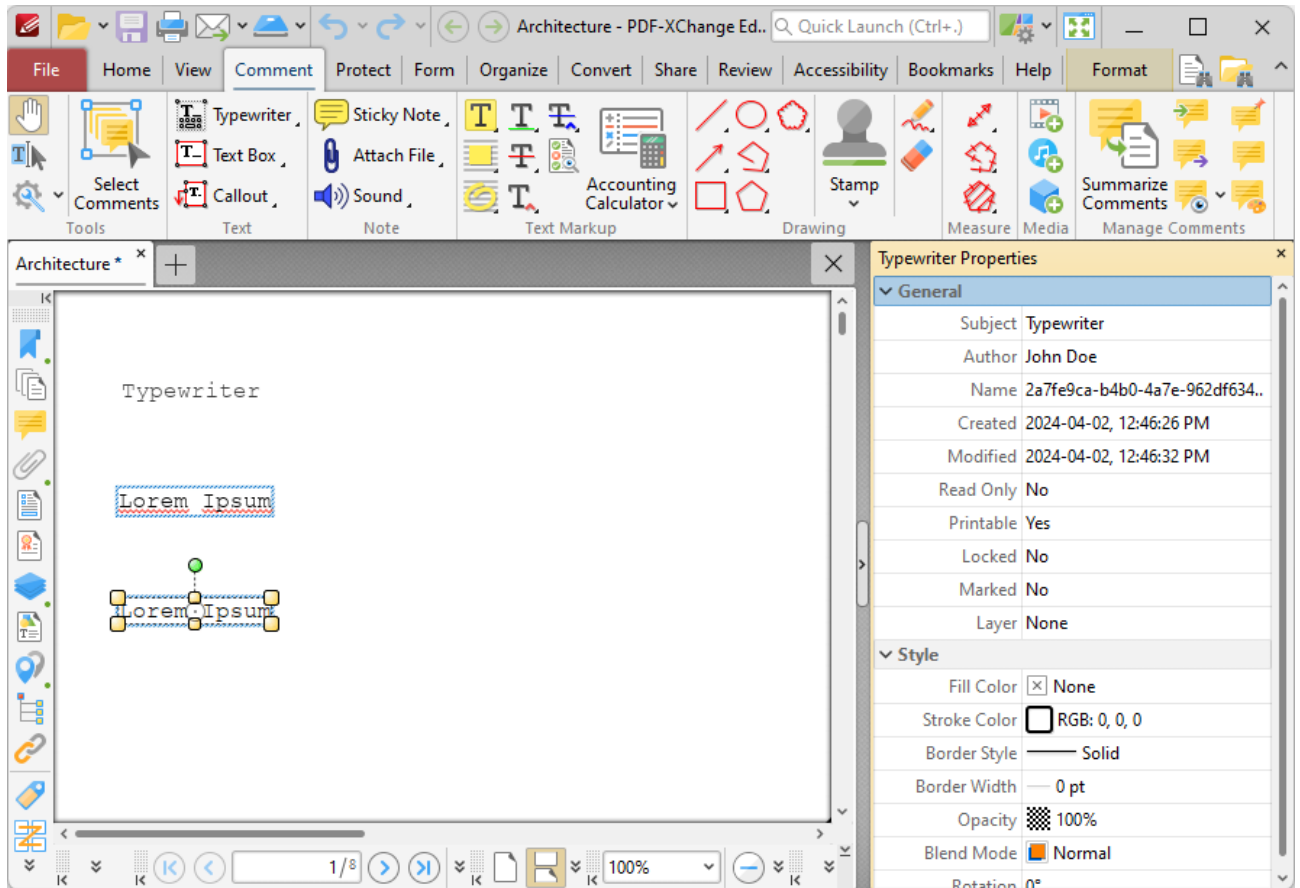 Architecture - PDF-XChange Ed.. Quick Launch (Ctrl+.)
File Home View Comment Protect Form Organize Convert Share Review Accessibility Bookmarks Help Format
Select Comments
Tools
Typewriter
Text Box
Callout
Text
Sticky Note
Attach File
Sound
Note
Accounting Calculator
Text Markup
Stamp
Drawing
Measure
Media
Summarize Comments
Manage Comments
Architecture *
Typewriter
Lorem Ipsum
Lorem Ipsum
1/8
100%
Typewriter Properties
General
Subject Typewriter
Author John Doe
Name 2a7fe9ca-b4b0-4a7e-962df634..
Created 2024-04-02, 12:46:26 PM
Modified 2024-04-02, 12:46:32 PM
Read Only No
Printable Yes
Locked No
Marked No
Layer None
Style
Fill Color None
Stroke Color RGB: 0, 0, 0
Border Style Solid
Border Width 0 pt
Opacity 100%
Blend Mode Normal
Rotation 0°